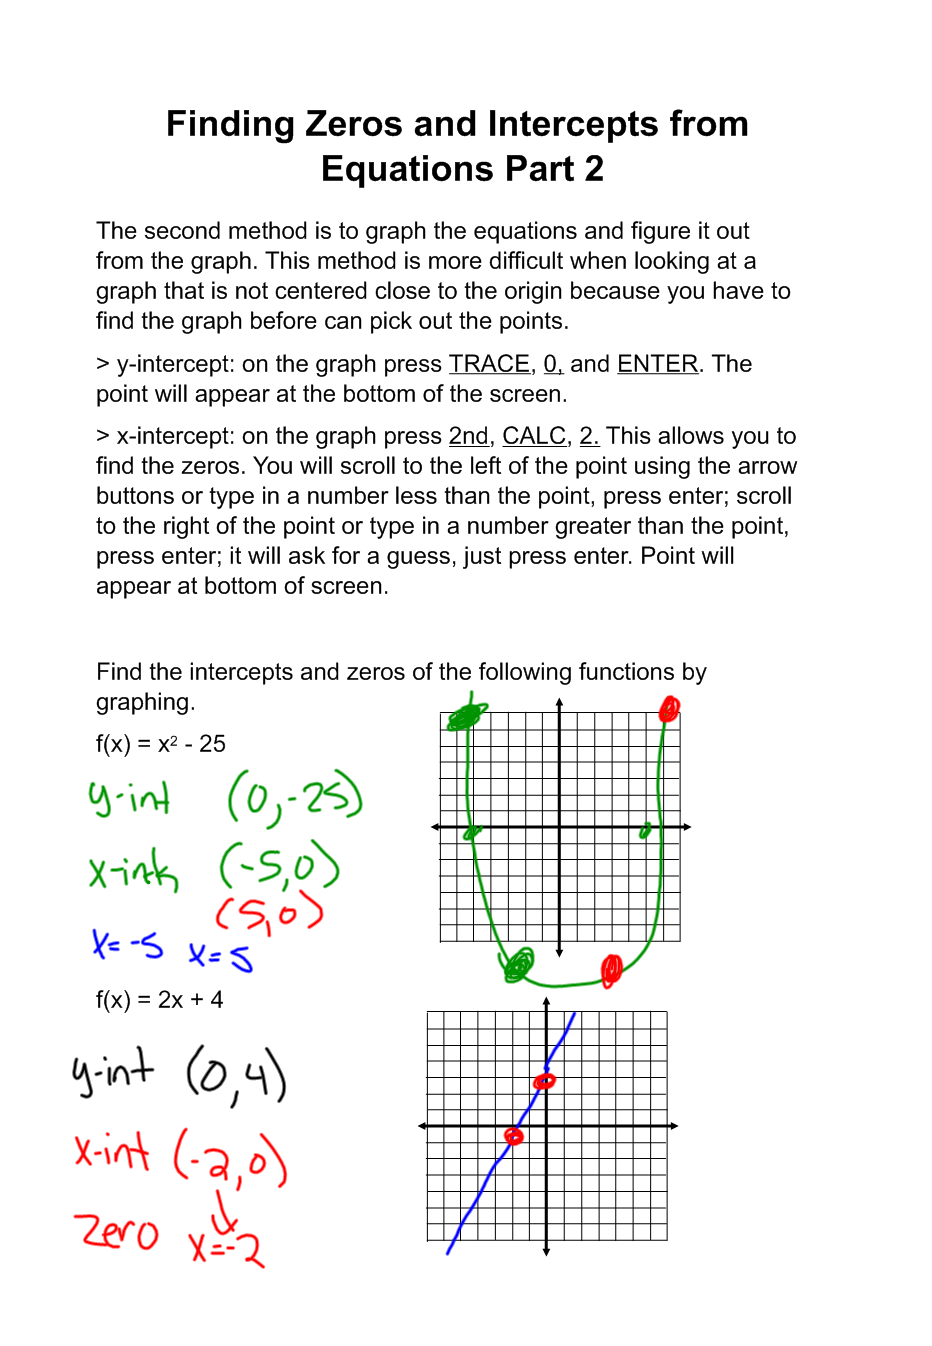 Finding Zeros and Intercepts from
Equations Part 2
The second method is to graph the equations and figure it out
from the graph. This method is more difficult when looking at a
graph that is not centered close to the origin because you have to
find the graph before can pick out the points.
> y-intercept: on the graph press TRACE, 0, and ENTER. The
point will appear at the bottom of the screen.
> x-intercept: on the graph press 2nd, CALC, 2. This allows you to
find the zeros. You will scroll to the left of the point using the arrow
buttons or type in a number less than the point, press enter; scroll
to the right of the point or type in a number greater than the point,
press enter; it will ask for a guess, just press enter. Point will
appear at bottom of screen.
Find the intercepts and zeros of the following functions by
graphing.
f(x) = x² - 25
y-int (0,-25)
x-ints (-5,0)
(5,0)
x=-5 x=5
f(x) = 2x + 4
y-int (0,4)
x-int (-2,0)
zero x=-2